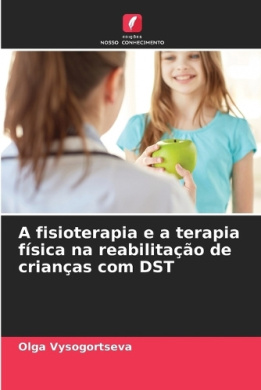 edições
NOSSO CONHECIMENTO
A fisioterapia e a terapia
física na reabilitação de
crianças com DST
Olga Vysogortseva